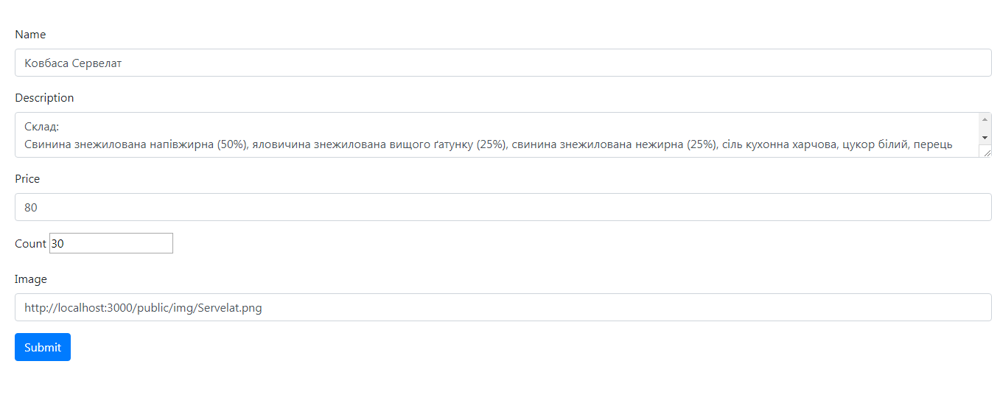 Name
Ковбаса Сервелат
Description
Склад:
Свинина знежилована напівжирна (50%), яловичина знежилована вищого ґатунку (25%), свинина знежилована нежирна (25%), сіль кухонна харчова, цукор білий, перець
Price
80
Count 30
Image
http://localhost:3000/public/img/Servelat.png
Submit